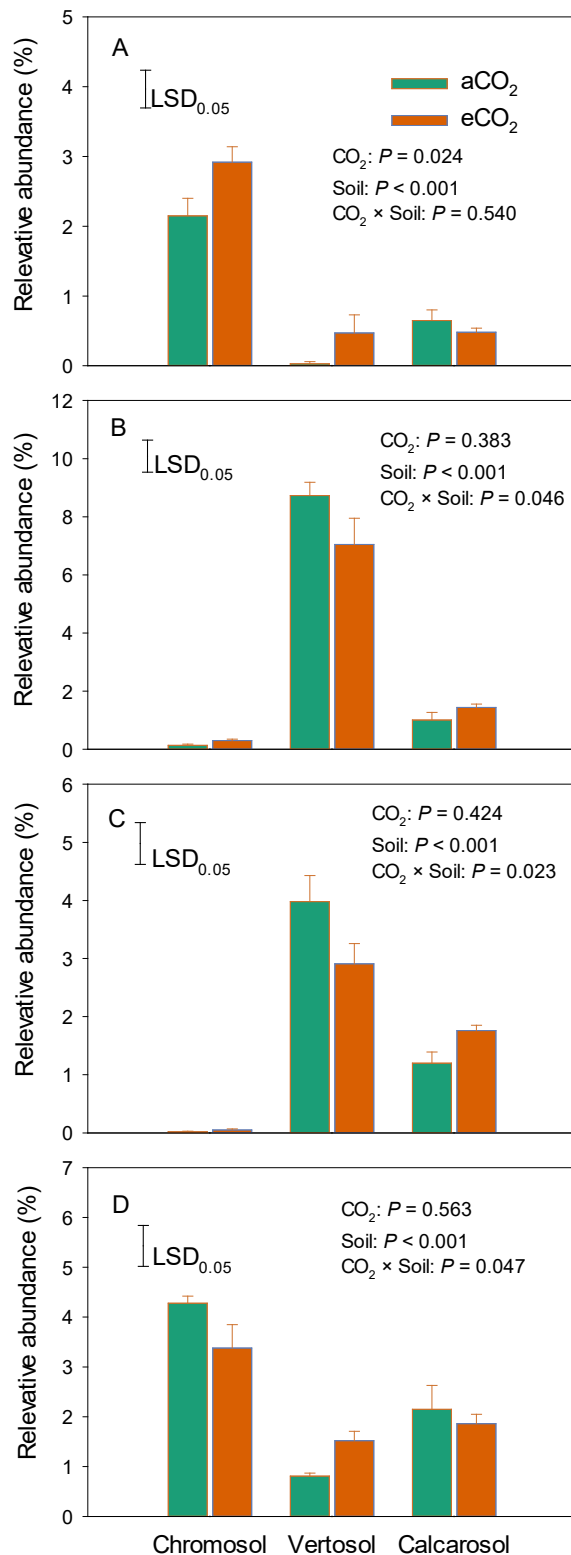 Relevative abundance (%)
5
4
3
2
1
0
A
LSD0.05
aCO2
eCO2
CO2: P = 0.024
Soil: P < 0.001
CO2 × Soil: P = 0.540
Relevative abundance (%)
12
10
8
6
4
2
0
B
LSD0.05
CO2: P = 0.383
Soil: P < 0.001
CO2 × Soil: P = 0.046
Relevative abundance (%)
6
5
4
3
2
1
0
C
LSD0.05
CO2: P = 0.424
Soil: P < 0.001
CO2 × Soil: P = 0.023
Relevative abundance (%)
7
6
5
4
3
2
1
0
D
LSD0.05
CO2: P = 0.563
Soil: P < 0.001
CO2 × Soil: P = 0.047
Chromosol Vertosol Calcarosol